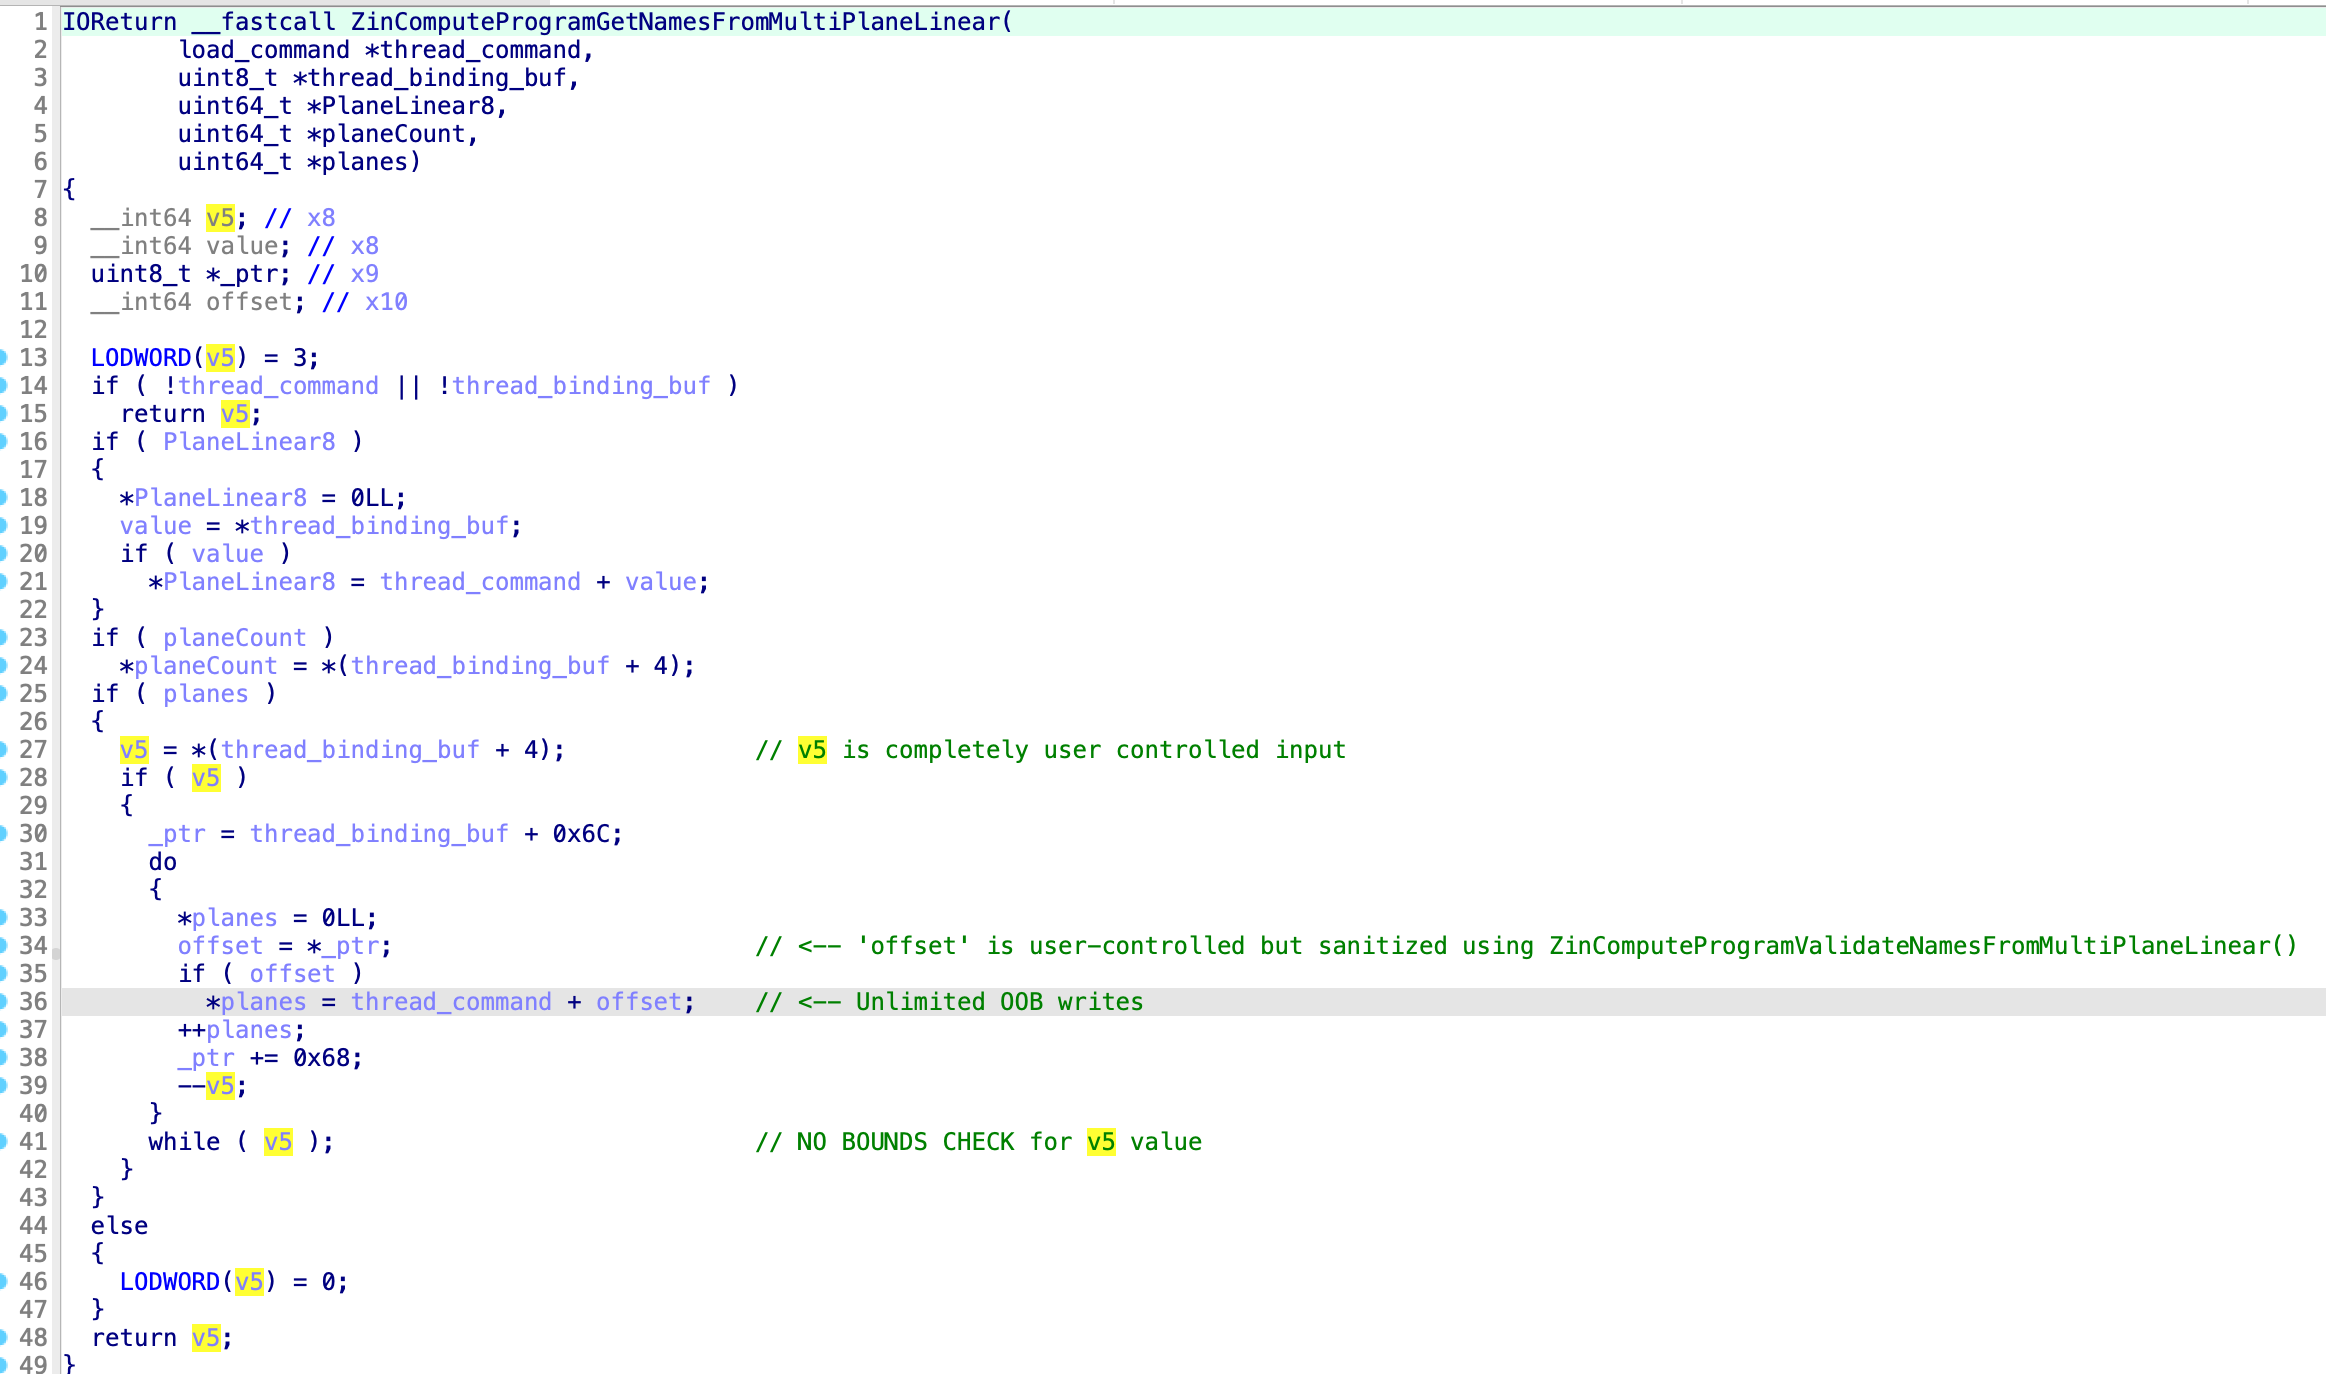 1 IOReturn __fastcall ZinComputeProgramGetNamesFromMultiPlaneLinear(
2         load_command *thread_command,
3         uint8_t *thread_binding_buf,
4         uint64_t *PlaneLinear8,
5         uint64_t *planeCount,
6         uint64_t *planes)
7 {
8   __int64 v5; // x8
9   __int64 value; // x8
10   uint8_t *_ptr; // x9
11   __int64 offset; // x10
12
13   LODWORD(v5) = 3;
14   if ( !thread_command || !thread_binding_buf )
15     return v5;
16   if ( PlaneLinear8 )
17   {
18     *PlaneLinear8 = 0LL;
19     value = *thread_binding_buf;
20     if ( value )
21       *PlaneLinear8 = thread_command + value;
22   }
23   if ( planeCount )
24     *planeCount = *(thread_binding_buf + 4);
25   if ( planes )
26   {
27     v5 = *(thread_binding_buf + 4);             // v5 is completely user controlled input
28     if ( v5 )
29     {
30       _ptr = thread_binding_buf + 0x6C;
31       do
32       {
33         *planes = 0LL;
34         offset = *_ptr;                         // <-- 'offset' is user-controlled but sanitized using ZinComputeProgramValidateNamesFromMultiPlaneLinear()
35         if ( offset )
36           *planes = thread_command + offset;    // <-- Unlimited OOB writes
37         ++planes;
38         _ptr += 0x68;
39         --v5;
40       }
41       while ( v5 );                             // NO BOUNDS CHECK for v5 value
42     }
43   }
44   else
45   {
46     LODWORD(v5) = 0;
47   }
48   return v5;
49 }